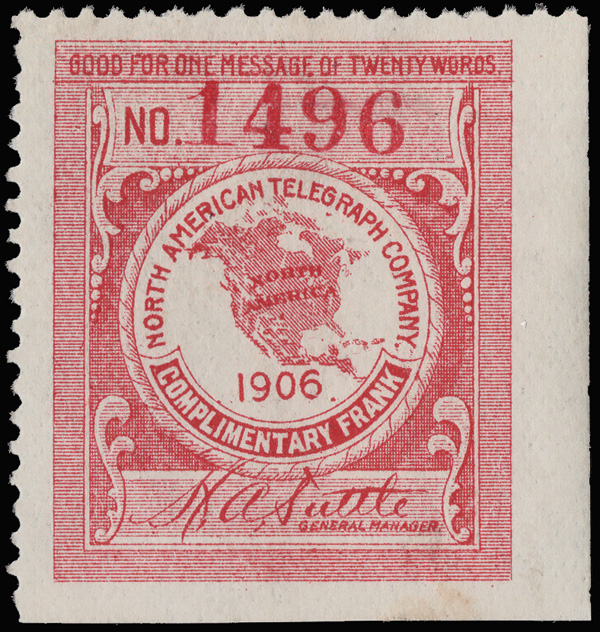 GOOD FOR ONE MESSAGE OF TWENTY WORDS.
NO. 1496
NORTH AMERICAN TELEGRAPH COMPANY.
NORTH
AMERICA
1906.
COMPLIMENTARY FRANK
H. A. Tuttle
GENERAL MANAGER.